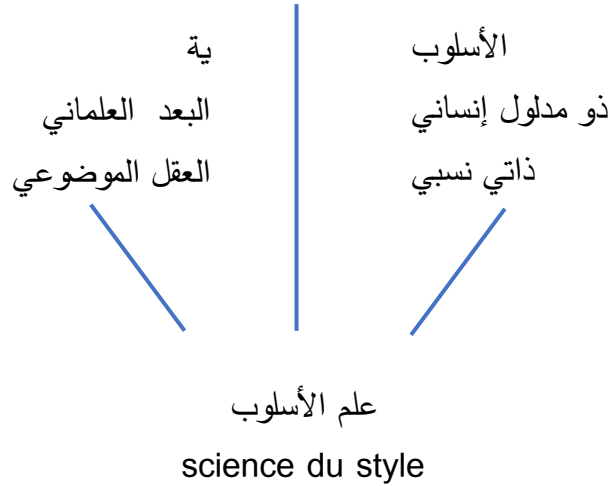 الأسلوب
ذو مدلول إنساني
ذاتي نسبي
ية
البعد العلماني
العقل الموضوعي
علم الأسلوب
science du style